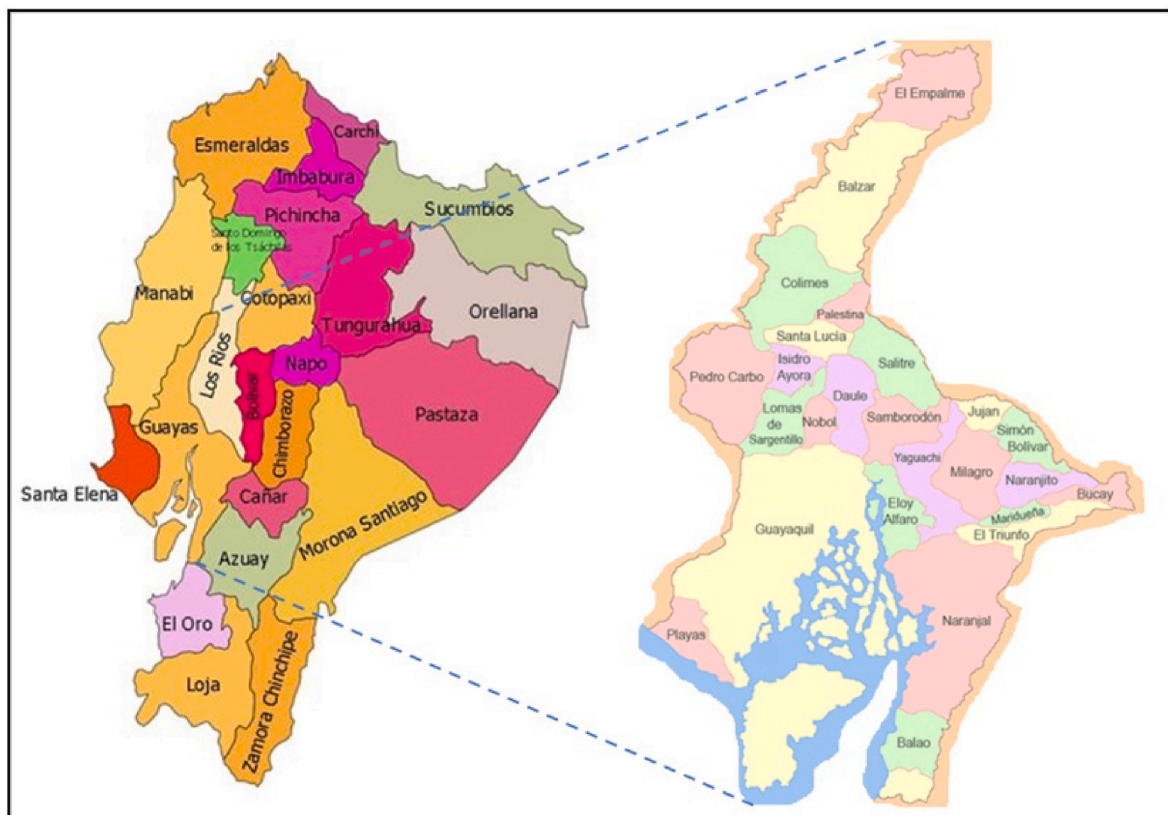 Esmeraldas
Carchi
Imbabura
Pichincha
Sucumbios
Santo Domingo
de los Tsáchilas
Manabi
Cotopaxi
Orellana
Tungurahua
Los Rios
Napo
Bolivar
Pastaza
Guayas
Chimborazo
Santa Elena
Cañar
Morona Santiago
Azuay
El Oro
Loja
Zamora Chinchipe
El Empalme
Balzar
Colimes
Palestina
Santa Lucía
Isidro
Ayora
Salitre
Pedro Carbo
Daule
Lomas
de
Sargentillo
Nobol
Samborodón
Jujan
Simón
Bolívar
Yaguachi
Milagro
Naranjito
Bucay
Eloy
Alfaro
Maridueña
El Triunfo
Guayaquil
Naranjal
Playas
Balao